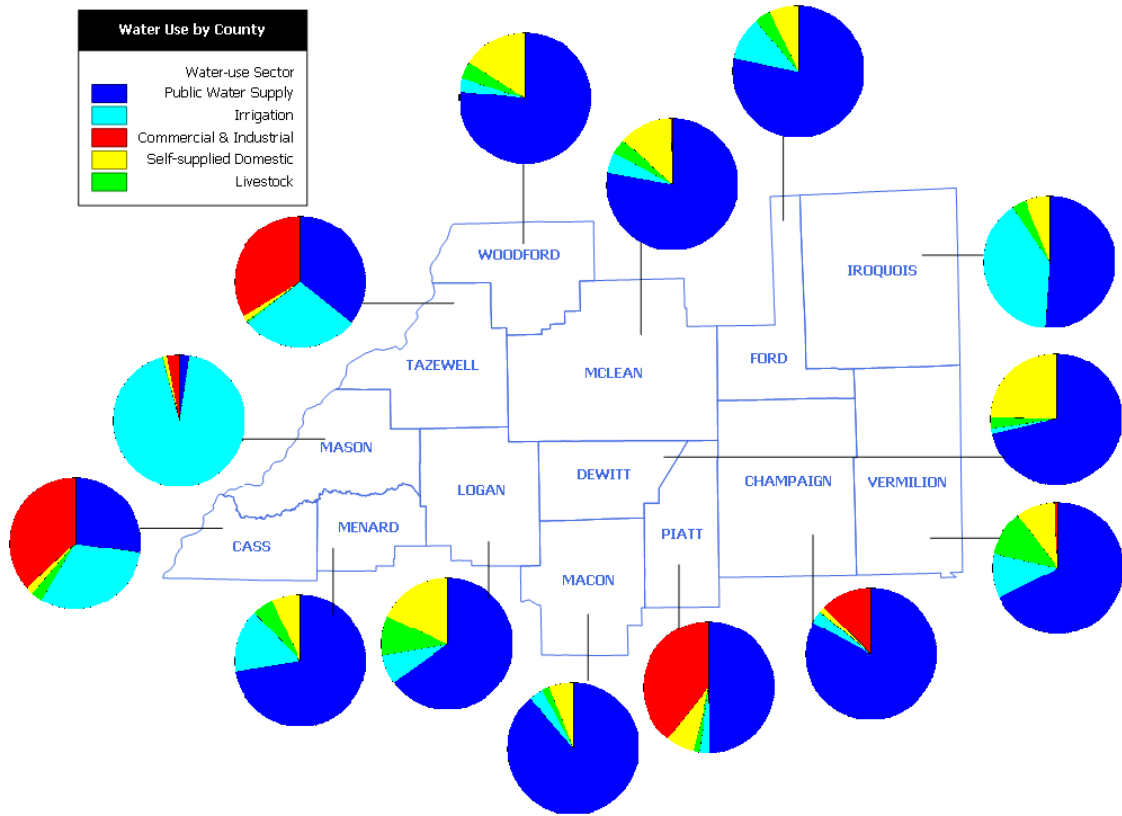 Water Use by County
Water-use Sector
Public Water Supply
Irrigation
Commercial & Industrial
Self-supplied Domestic
Livestock
WOODFORD
IROQUOIS
TAZEWELL
MCLEAN
FORD
MASON
LOGAN
DEWITT
CHAMPAIGN
VERMILION
MENARD
PIATT
CASS
MACON